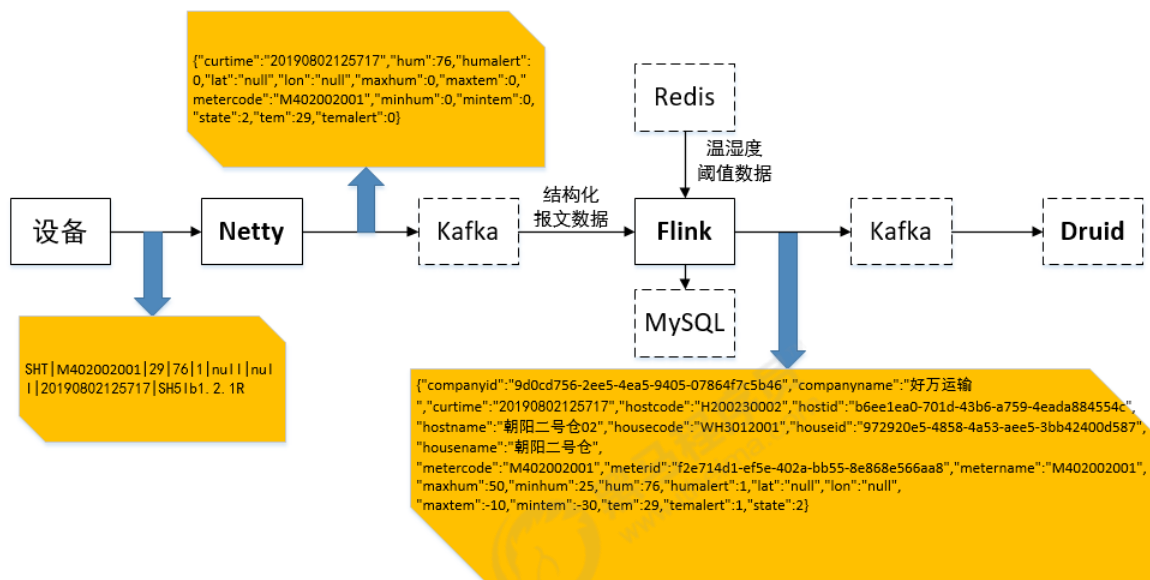 {"curtime":"20190802125717","hum":76,"humalert":
0,"lat":"null","lon":"null","maxhum":0,"maxtem":0,"
metercode":"M402002001","minhum":0,"mintem":0,
"state":2,"tem":29,"temalert":0}
Redis
温湿度
阈值数据
设备
Netty
Kafka
结构化
报文数据
Flink
Kafka
Druid
MySQL
SHT|M402002001|29|76|1|null|nul
l|20190802125717|SH5lb1.2.1R
{"companyid":"9d0cd756-2ee5-4ea5-9405-07864f7c5b46","companyname":"好万运输
","curtime":"20190802125717","hostcode":"H200230002","hostid":"b6ee1ea0-701d-43b6-a759-4eada884554c",
"hostname":"朝阳二号仓02","housecode":"WH3012001","houseid":"972920e5-4858-4a53-aee5-3bb42400d587",
"housename":"朝阳二号仓",
"metercode":"M402002001","meterid":"f2e714d1-ef5e-402a-bb55-8e868e566aa8","metername":"M402002001",
"maxhum":50,"minhum":25,"hum":76,"humalert":1,"lat":"null","lon":"null",
"maxtem":-10,"mintem":-30,"tem":29,"temalert":1,"state":2}